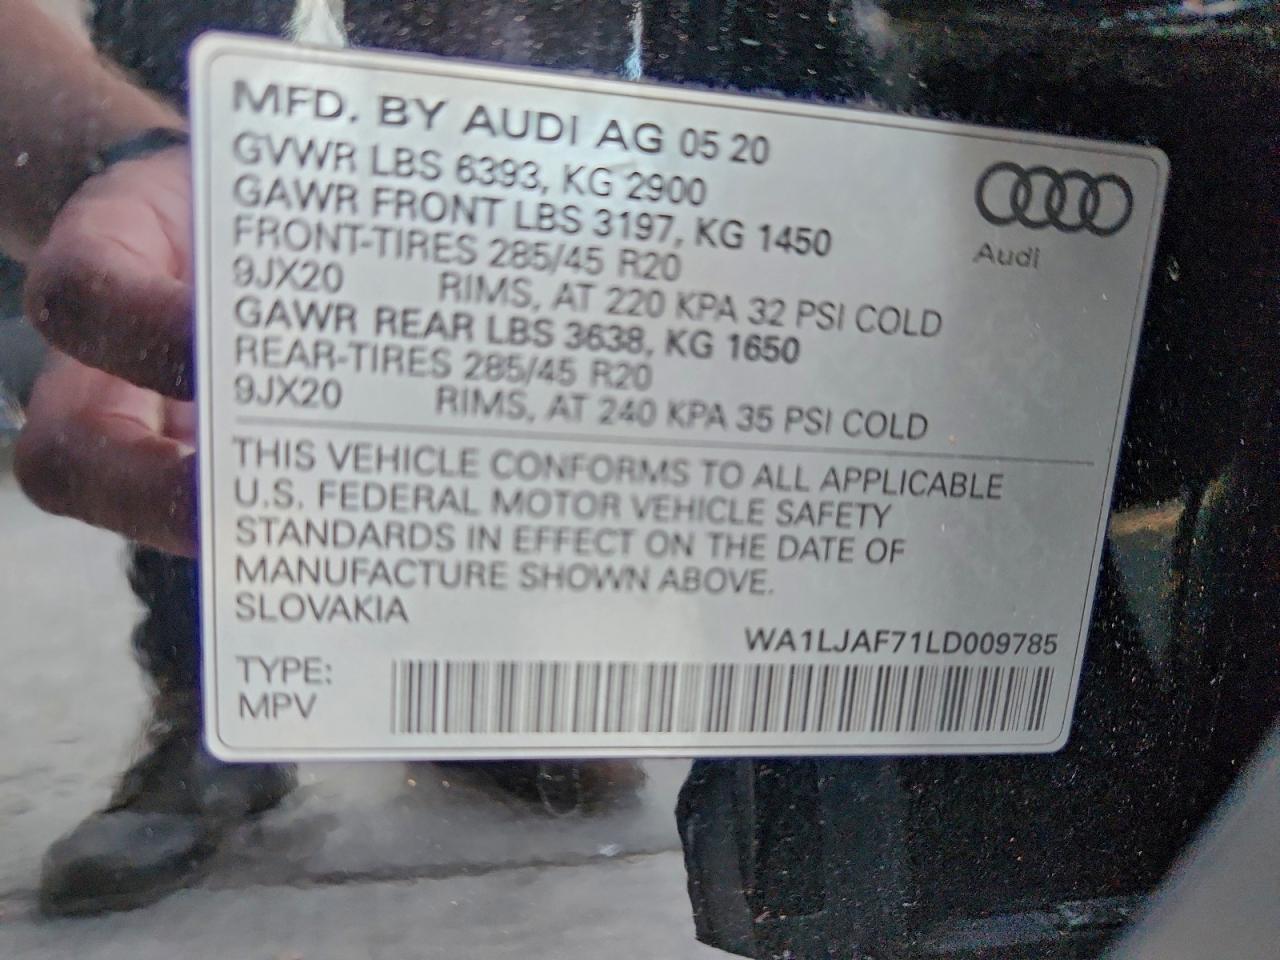 MFD. BY AUDI AG 05 20
GVWR LBS 6393, KG 2900
GAWR FRONT LBS 3197, KG 1450
FRONT-TIRES 285/45 R20
9JX20 RIMS, AT 220 KPA 32 PSI COLD
GAWR REAR LBS 3638, KG 1650
REAR-TIRES 285/45 R20
9JX20 RIMS, AT 240 KPA 35 PSI COLD
Audi
THIS VEHICLE CONFORMS TO ALL APPLICABLE
U.S. FEDERAL MOTOR VEHICLE SAFETY
STANDARDS IN EFFECT ON THE DATE OF
MANUFACTURE SHOWN ABOVE.
SLOVAKIA
WA1LJAF71LD009785
TYPE:
MPV